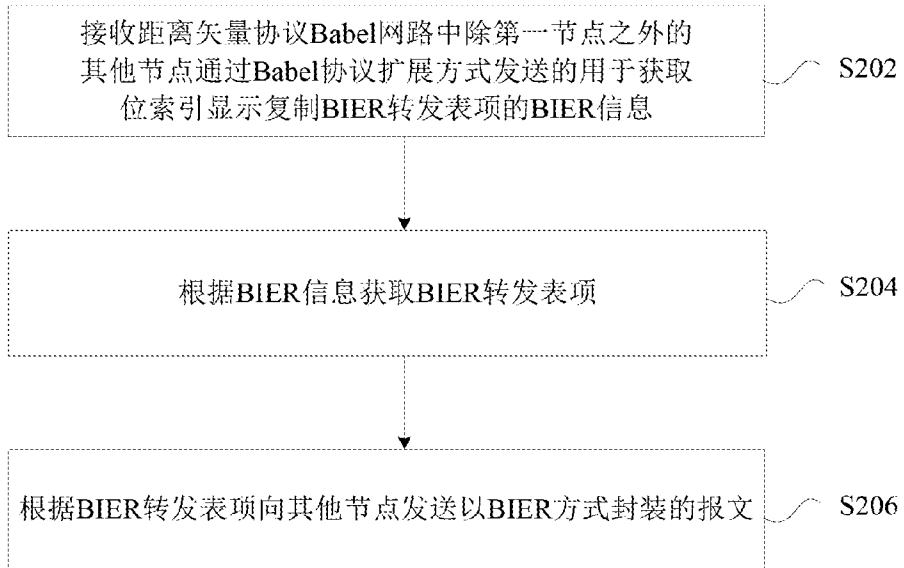 接收距离矢量协议Babel网路中除第一节点之外的
其他节点通过Babel协议扩展方式发送的用于获取
位索引显示复制BIER转发表项的BIER信息
S202
根据BIER信息获取BIER转发表项
S204
根据BIER转发表项向其他节点发送以BIER方式封装的报文
S206